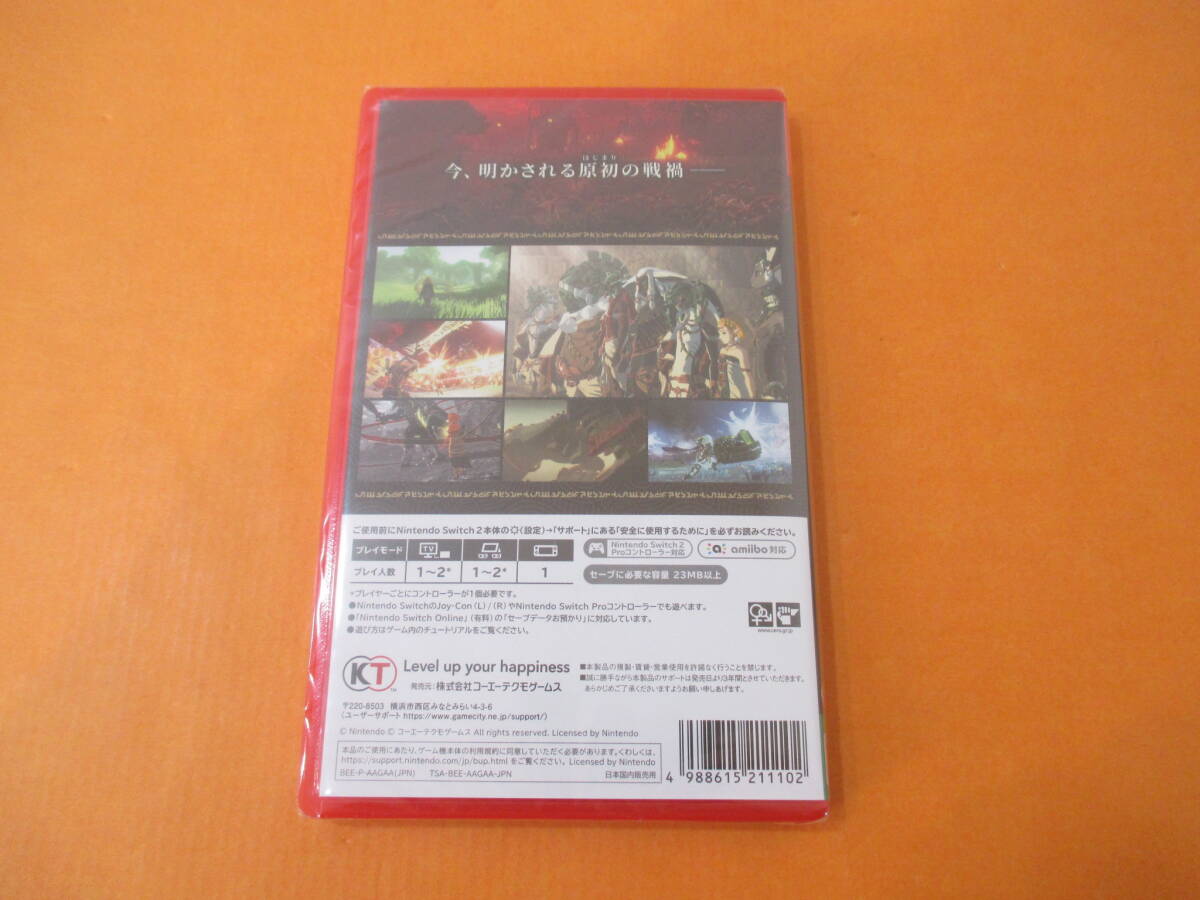 はじまり
今、明かされる原初の戦禍――
ご使用前にNintendo Switch 2本体の(設定)→「サポート」にある「安全に使用するために」を必ずお読みください。
プレイモード TV
プレイ人数 1～2* 1～2* 1
Nintendo Switch 2
Proコントローラー対応
amiibo対応
セーブに必要な容量 23MB以上
*プレイヤーごとにコントローラーが1個必要です。
●Nintendo SwitchのJoy-Con(L)/(R)やNintendo Switch Proコントローラーでも遊べます。
●「Nintendo Switch Online」(有料)の「セーブデータお預かり」に対応しています。
●遊び方はゲーム内のチュートリアルをご覧ください。
www.cero.gr.jp
KT TM
Level up your happiness
発売元:株式会社コーエーテクモゲームス
■本製品の複製・賃貸・営業使用を許諾なく行うことを禁じます。
■誠に勝手ながら本製品のサポートは発売日より3年間とさせていただきます。
あらかじめご了承くださいますようお願い申しあげます。
〒220-8503 横浜市西区みなとみらい4-3-6
〈ユーザーサポート https://www.gamecity.ne.jp/support/〉
© Nintendo © コーエーテクモゲームス All rights reserved. Licensed by Nintendo
本品のご使用にあたり、ゲーム機本体の利用規約に同意していただく必要があります。くわしくは、
https://support.nintendo.com/jp/bup.html をご覧ください。 Licensed by Nintendo
BEE-P-AAGAA(JPN) TSA-BEE-AAGAA-JPN 日本国内販売用
4 988615 211102